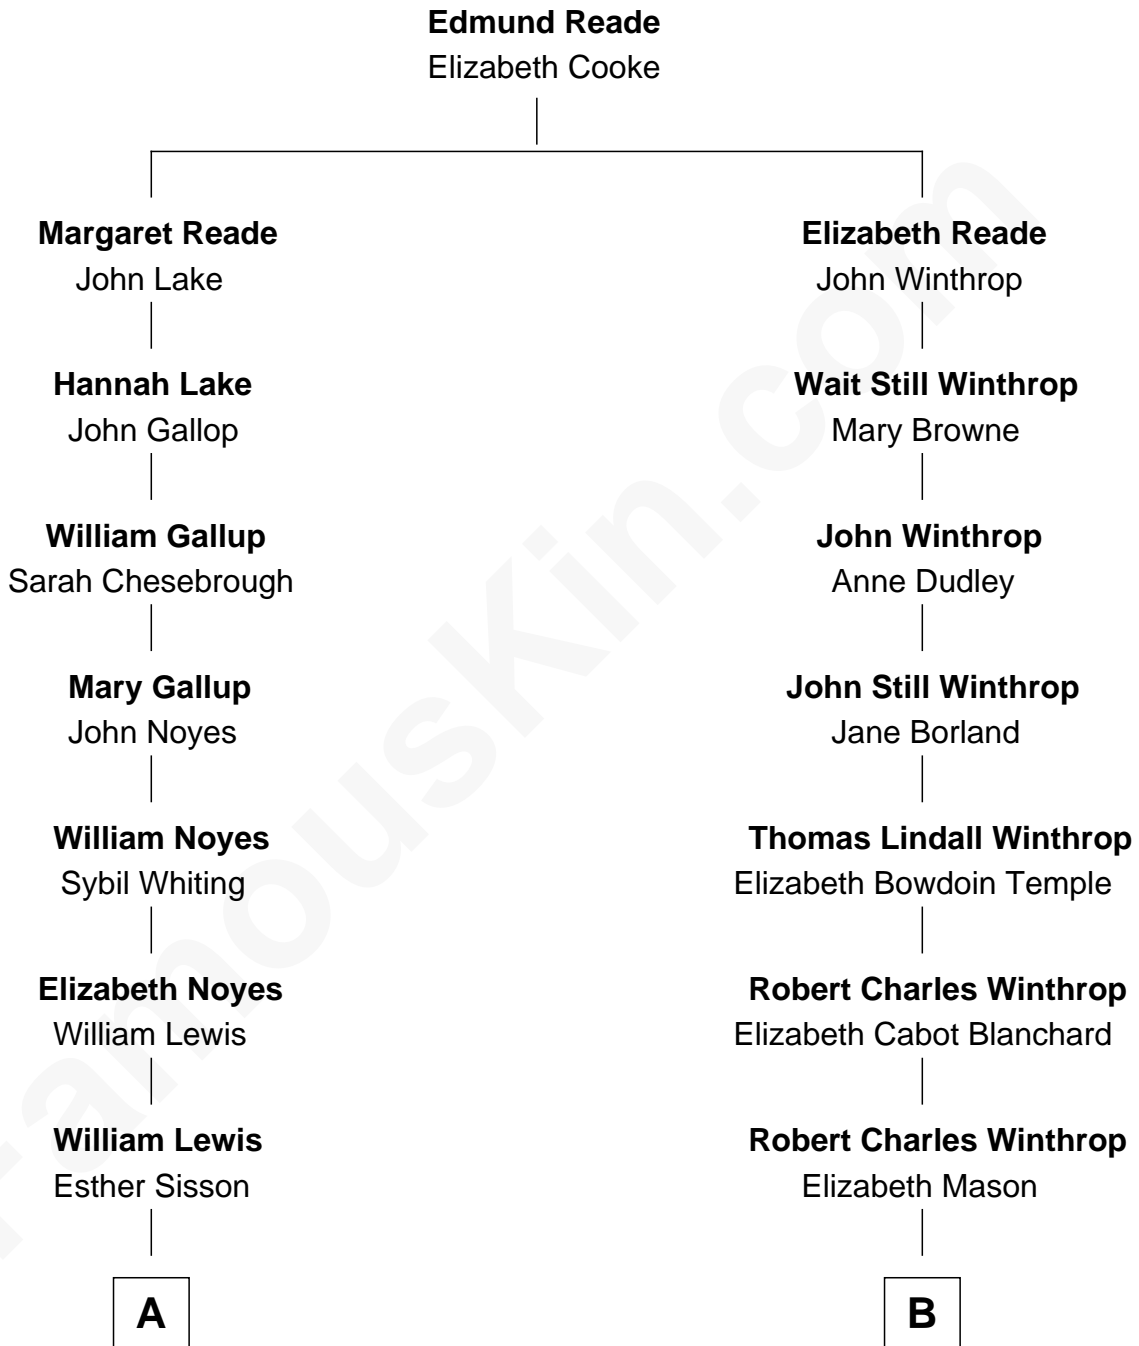 Edmund Reade
Elizabeth Cooke
Margaret Reade
John Lake
Elizabeth Reade
John Winthrop
Hannah Lake
John Gallop
Wait Still Winthrop
Mary Browne
William Gallup
Sarah Chesebrough
John Winthrop
Anne Dudley
Mary Gallup
John Noyes
John Still Winthrop
Jane Borland
William Noyes
Sybil Whiting
Thomas Lindall Winthrop
Elizabeth Bowdoin Temple
Elizabeth Noyes
William Lewis
Robert Charles Winthrop
Elizabeth Cabot Blanchard
William Lewis
Esther Sisson
Robert Charles Winthrop
Elizabeth Mason
A
B
FamousKin.com